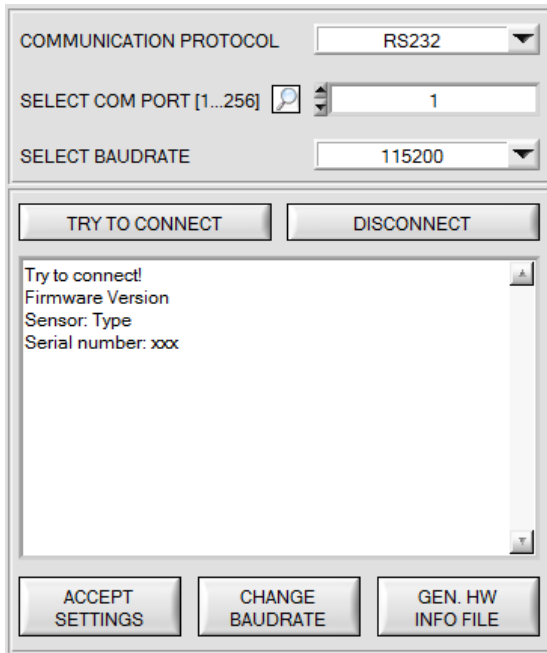 COMMUNICATION PROTOCOL RS232
SELECT COM PORT [1...256] 1
SELECT BAUDRATE 115200
TRY TO CONNECT DISCONNECT
Try to connect!
Firmware Version
Sensor: Type
Serial number: xxx
ACCEPT SETTINGS
CHANGE BAUDRATE
GEN. HW INFO FILE